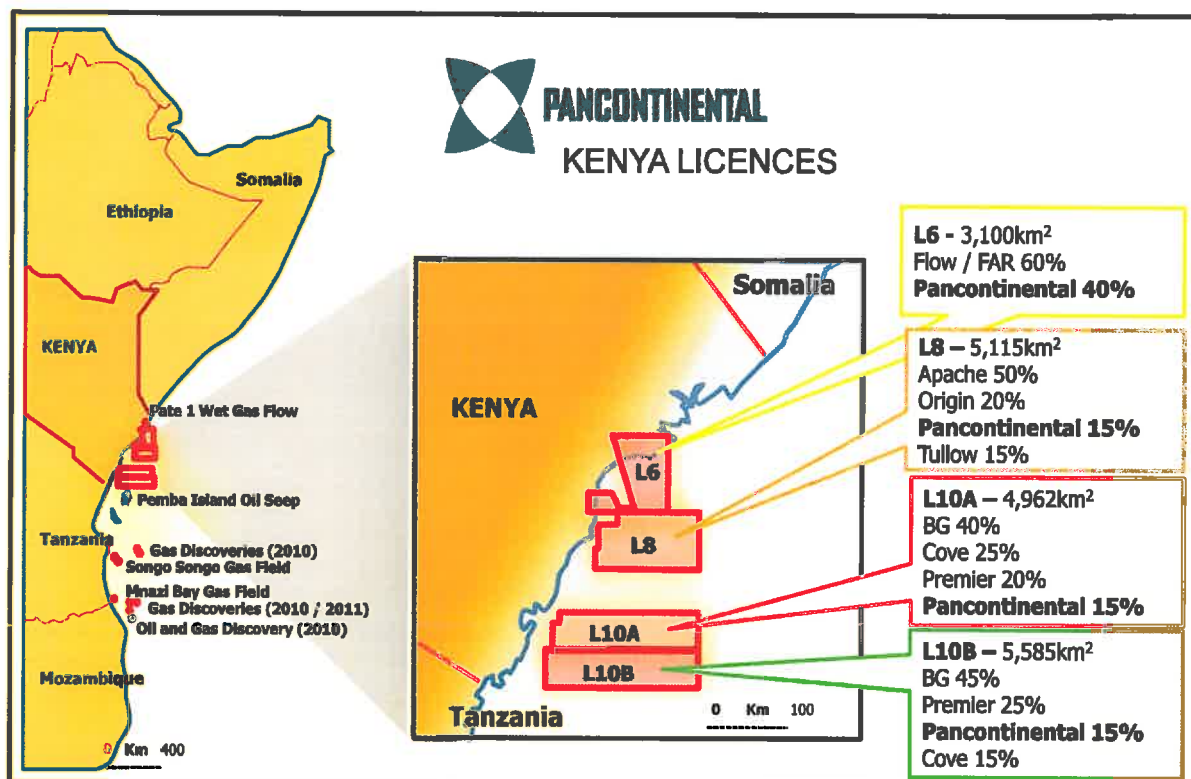 PANCONTINENTAL
KENYA LICENCES
Somalia
Ethiopia
KENYA
Pate 1 Wet Gas Flow
Pemba Island Oil Seep
Tanzania
Gas Discoveries (2010)
Songo Songo Gas Field
Mnazi Bay Gas Field
Gas Discoveries (2010 / 2011)
Oil and Gas Discovery (2010)
Mozambique
0 Km 400
Somalia
KENYA
L6
L8
L10A
L10B
Tanzania
0 Km 100
L6 - 3,100km²
Flow / FAR 60%
Pancontinental 40%
L8 – 5,115km²
Apache 50%
Origin 20%
Pancontinental 15%
Tullow 15%
L10A – 4,962km²
BG 40%
Cove 25%
Premier 20%
Pancontinental 15%
L10B – 5,585km²
BG 45%
Premier 25%
Pancontinental 15%
Cove 15%